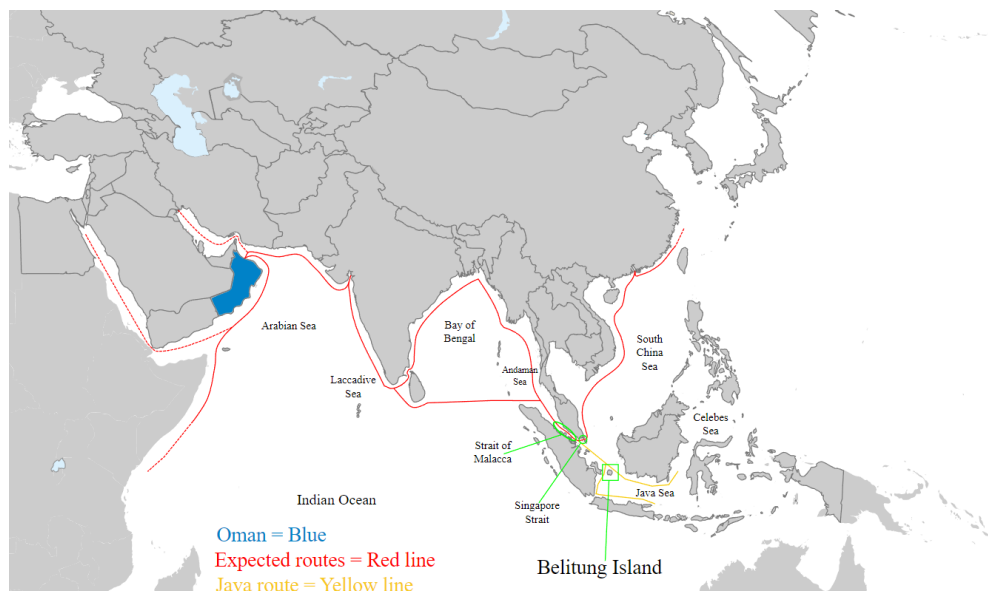 Arabian Sea
Bay of
Bengal
South
China
Sea
Andaman
Sea
Laccadive
Sea
Celebes
Sea
Strait of
Malacca
Singapore
Strait
Java Sea
Indian Ocean
Belitung Island
Oman = Blue
Expected routes = Red line
Java route = Yellow line